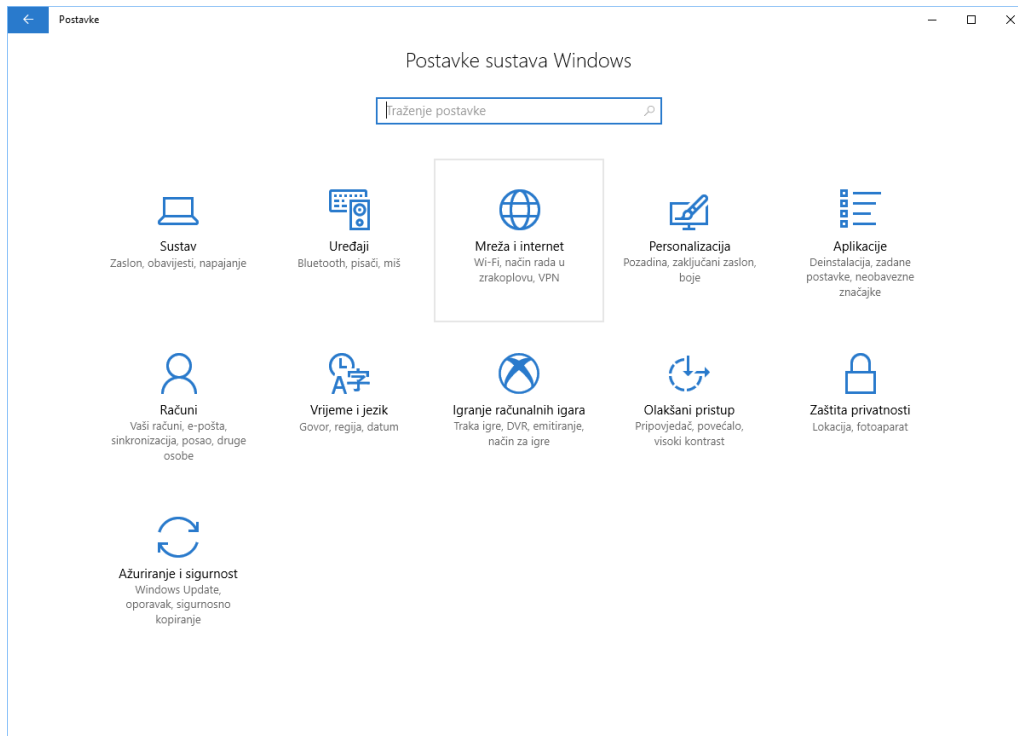 Postavke
Postavke sustava Windows
Traženje postavke
Sustav
Zaslon, obavijesti, napajanje
Uređaji
Bluetooth, pisači, miš
Mreža i internet
Wi-Fi, način rada u
zrakoplovu, VPN
Personalizacija
Pozadina, zaključani zaslon,
boje
Aplikacije
Deinstalacija, zadane
postavke, neobavezne
značajke
Računi
Vaši računi, e-pošta,
sinkronizacija, posao, druge
osobe
Vrijeme i jezik
Govor, regija, datum
Igranje računalnih igara
Traka igre, DVR, emitiranje,
način za igre
Olakšani pristup
Pripovjedač, povećalo,
visoki kontrast
Zaštita privatnosti
Lokacija, fotoaparat
Ažuriranje i sigurnost
Windows Update,
oporavak, sigurnosno
kopiranje